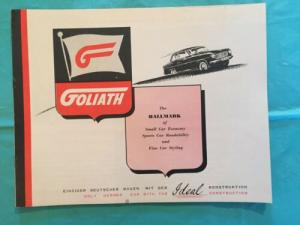 GOLIATH
The
HALLMARK
of
Small Car Economy
Sports Car Roadability
and
Fine Car Styling
EINZIGER DEUTSCHER WAGEN MIT DER Ideal KONSTRUKTION
ONLY GERMAN CAR WITH THE CONSTRUCTION